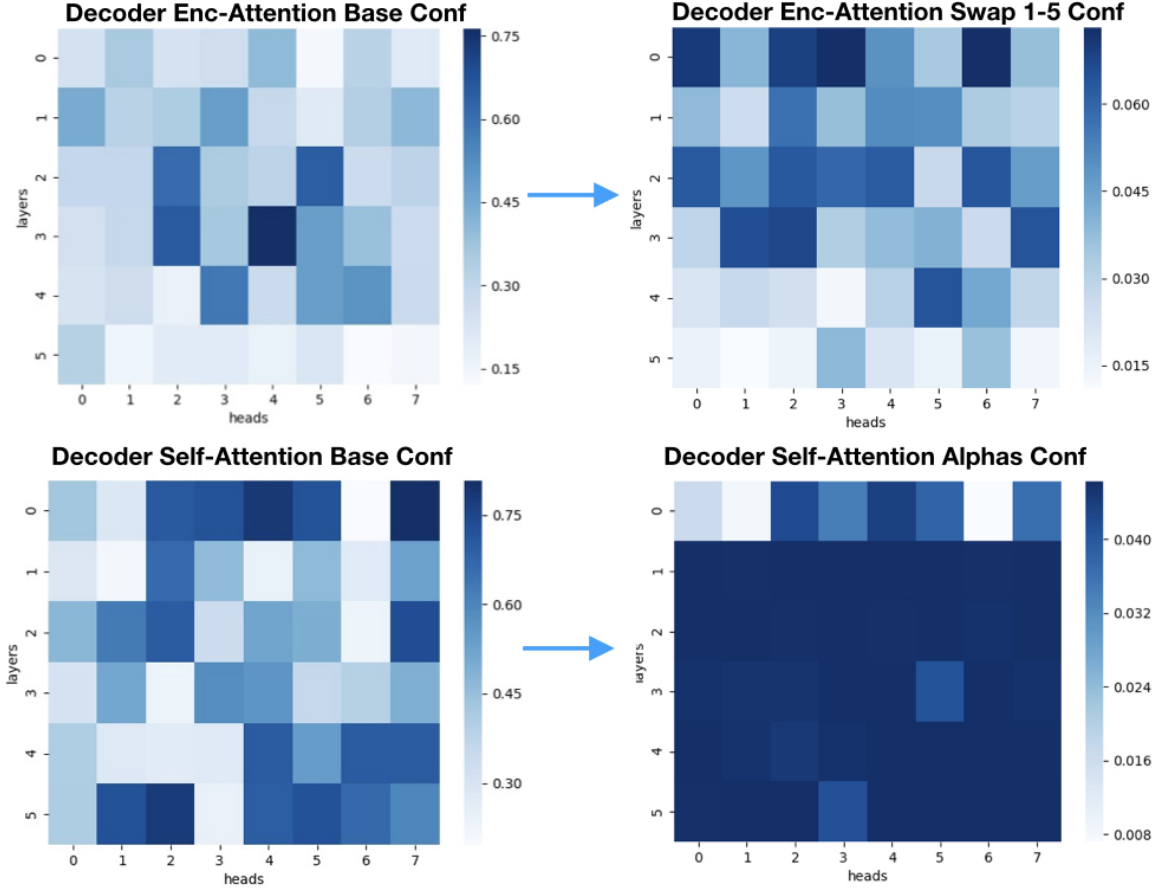 Decoder Enc-Attention Base Conf
0
1
2
3
4
5
layers
0 1 2 3 4 5 6 7
heads
0.75
0.60
0.45
0.30
0.15
Decoder Enc-Attention Swap 1-5 Conf
0
1
2
3
4
5
layers
0 1 2 3 4 5 6 7
heads
0.060
0.045
0.030
0.015
Decoder Self-Attention Base Conf
0
1
2
3
4
5
layers
0 1 2 3 4 5 6 7
heads
0.75
0.60
0.45
0.30
Decoder Self-Attention Alphas Conf
0
1
2
3
4
5
layers
0 1 2 3 4 5 6 7
heads
0.040
0.032
0.024
0.016
0.008